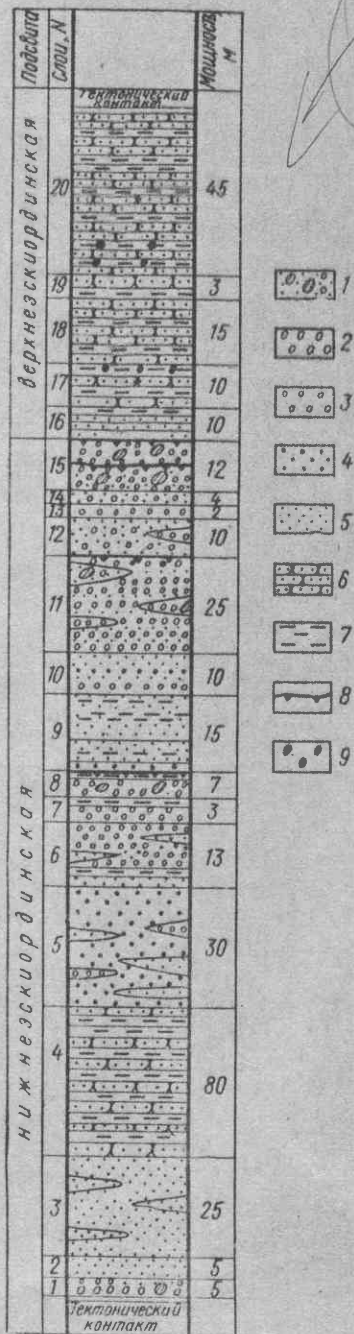 Подсвита
Слои, N
Мощность
м
Тектонический
контакт
верхнезскиординская
20 45
19 3
18 15
17 10
16 10
нижнезскиординская
15 12
14 4
13 2
12 10
11 25
10 10
9 15
8 7
7 3
6 13
5 30
4 80
3 25
2 5
1 5
Тектонический
контакт
1
2
3
4
5
6
7
8
9